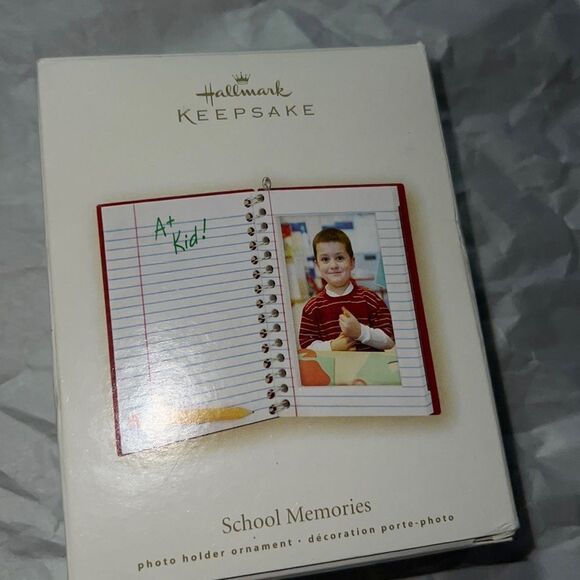 Hallmark
KEEPSAKE
A+
Kid!
School Memories
photo holder ornament • décoration porte-photo